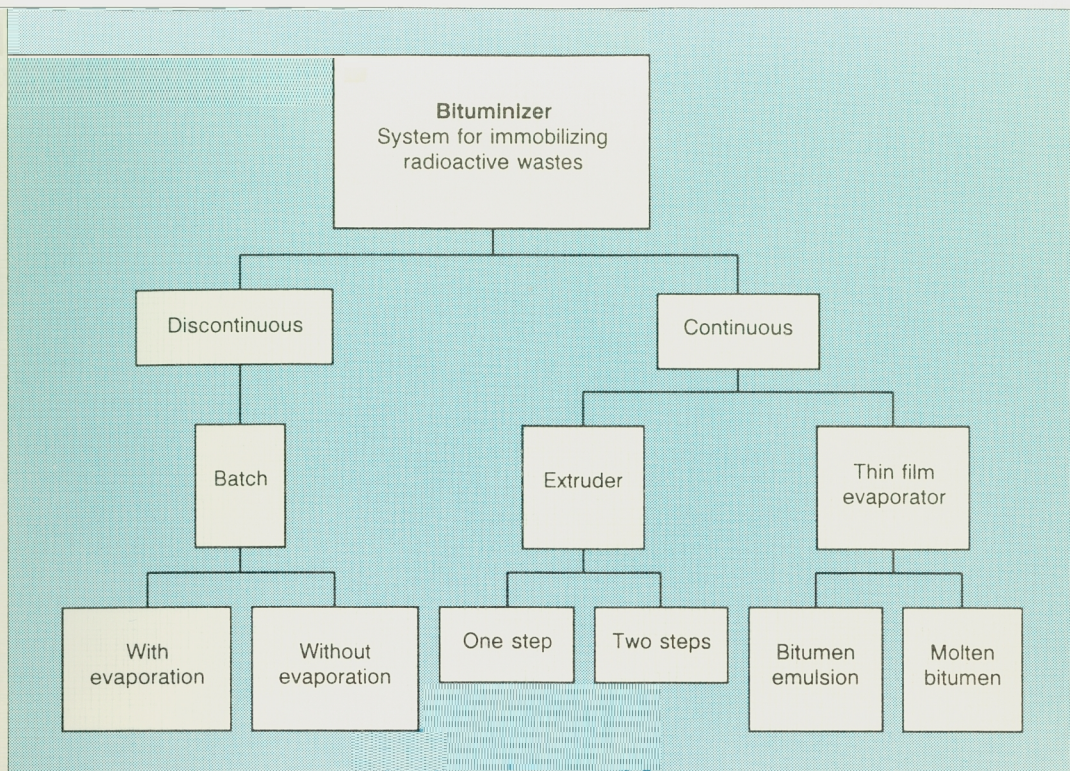 Bituminizer
System for immobilizing
radioactive wastes
Discontinuous
Continuous
Batch
Extruder
Thin film
evaporator
With
evaporation
Without
evaporation
One step
Two steps
Bitumen
emulsion
Molten
bitumen